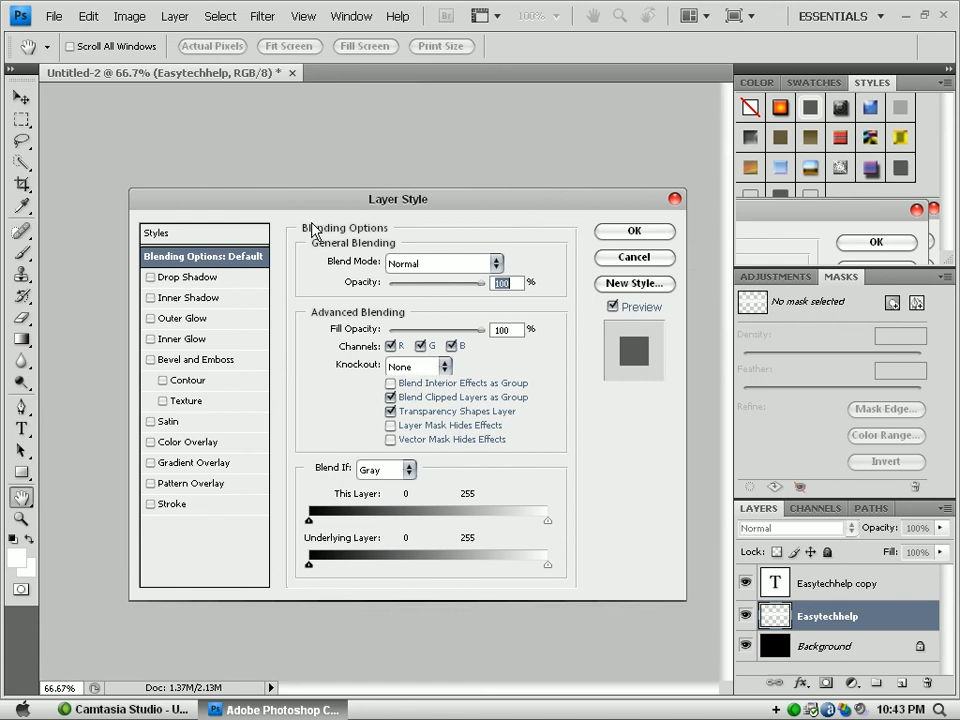 Ps File Edit Image Layer Select Filter View Window Help Br 100% ESSENTIALS
Scroll All Windows Actual Pixels Fit Screen Fill Screen Print Size
Untitled-2 @ 66.7% (Easytechhelp, RGB/8) * ×
COLOR SWATCHES STYLES
Layer Style
Styles
Blending Options: Default
Drop Shadow
Inner Shadow
Outer Glow
Inner Glow
Bevel and Emboss
Contour
Texture
Satin
Color Overlay
Gradient Overlay
Pattern Overlay
Stroke
Blending Options
General Blending
Blend Mode: Normal
Opacity: 100 %
Advanced Blending
Fill Opacity: 100 %
Channels: R G B
Knockout: None
Blend Interior Effects as Group
Blend Clipped Layers as Group
Transparency Shapes Layer
Layer Mask Hides Effects
Vector Mask Hides Effects
Blend If: Gray
This Layer: 0 255
Underlying Layer: 0 255
OK
Cancel
New Style...
Preview
OK
ADJUSTMENTS MASKS
No mask selected
Density:
Feather:
Refine: Mask Edge...
Color Range...
Invert
LAYERS CHANNELS PATHS
Normal Opacity: 100%
Lock: Fill: 100%
T Easytechhelp copy
Easytechhelp
Background
66.67% Doc: 1.37M/2.13M
Camtasia Studio - U... Ps Adobe Photoshop C... 10:43 PM